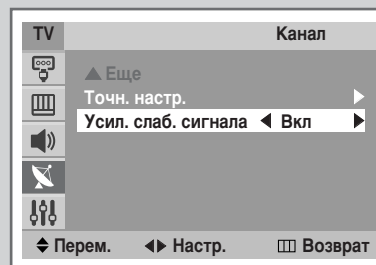 TV Канал
▲ Еще
Точн. настр. ▶
Усил. слаб. сигнала ◀ Вкл ▶
Перем. Настр. Возврат